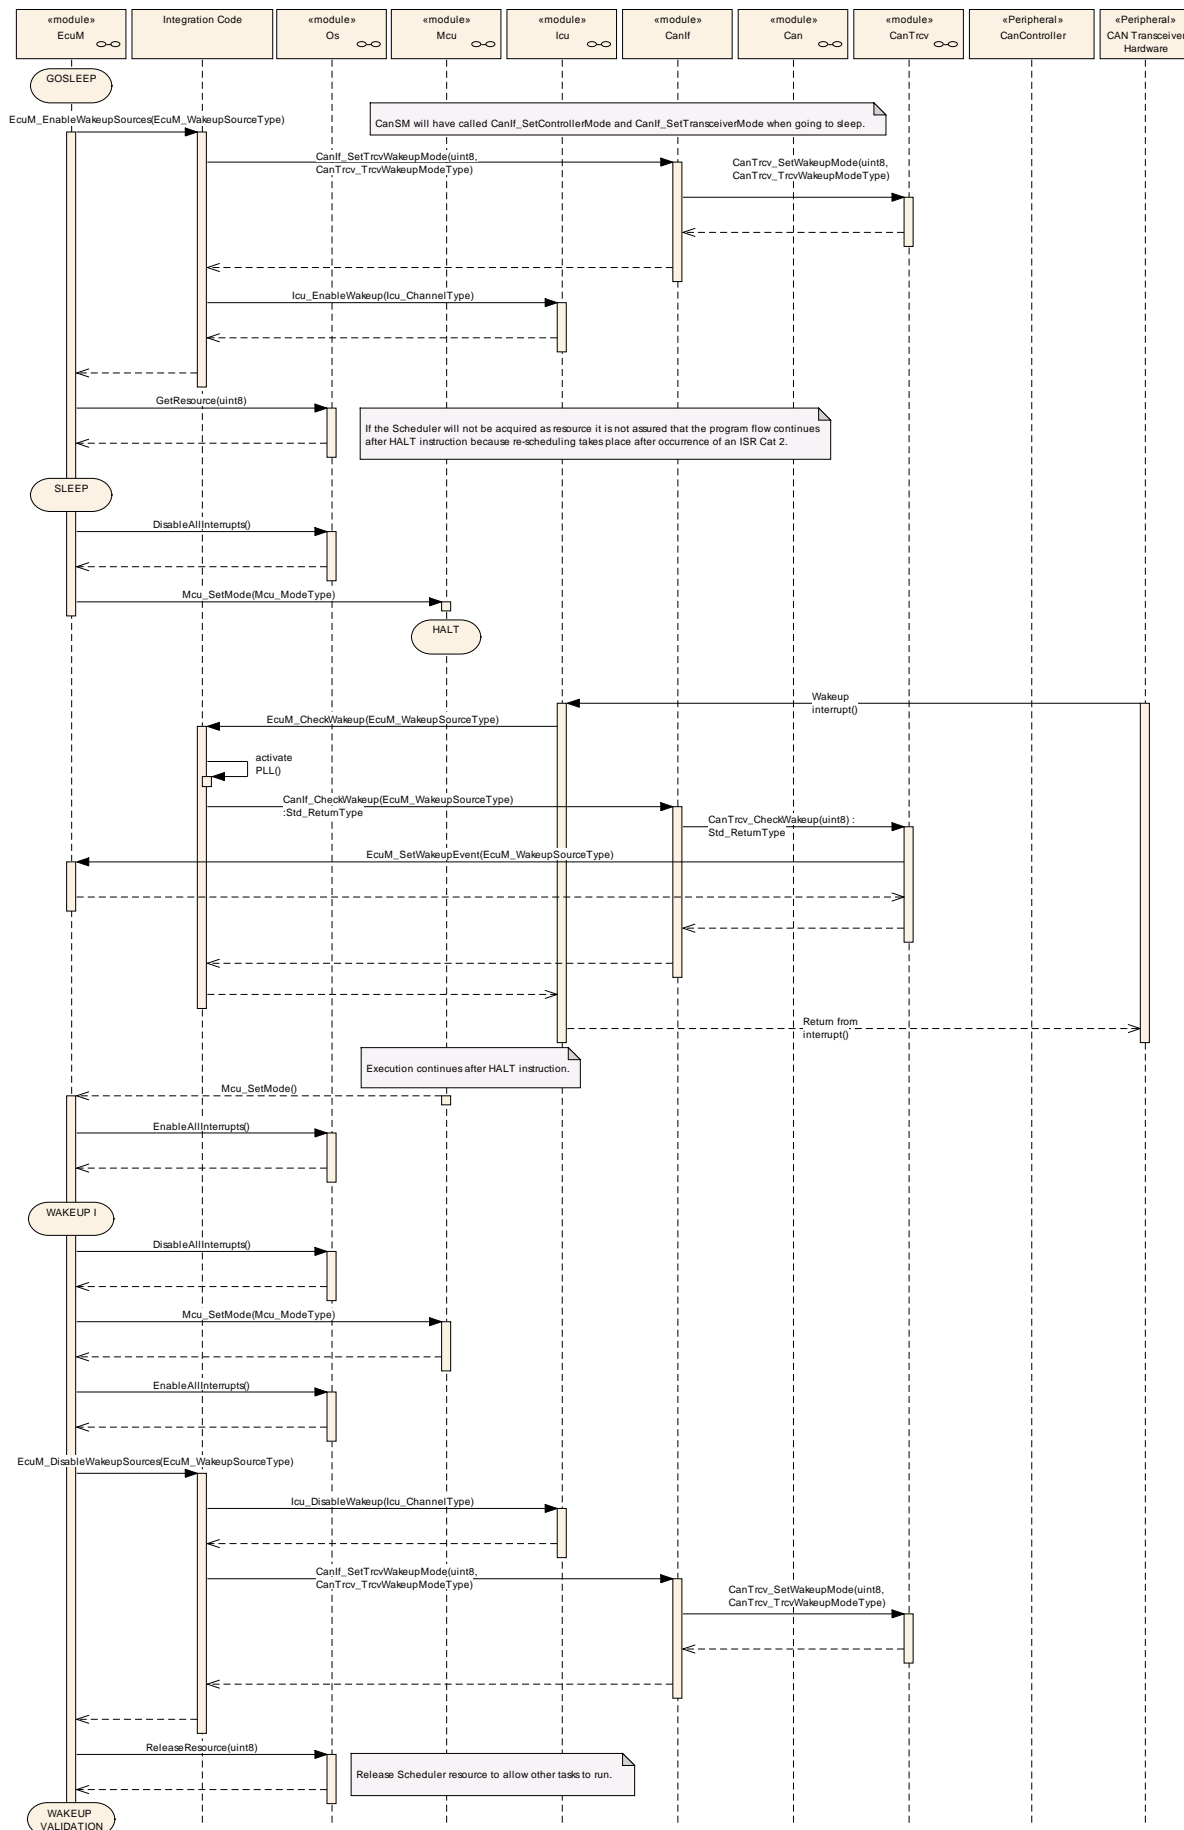 «module»
EcuM
Integration Code
«module»
Os
«module»
Mcu
«module»
Icu
«module»
CanIf
«module»
Can
«module»
CanTrcv
«Peripheral»
CanController
«Peripheral»
CAN Transceiver
Hardware
GOSLEEP
EcuM_EnableWakeupSources(EcuM_WakeupSourceType)
CanSM will have called CanIf_SetControllerMode and CanIf_SetTransceiverMode when going to sleep.
CanIf_SetTrcvWakeupMode(uint8,
CanTrcv_TrcvWakeupModeType)
CanTrcv_SetWakeupMode(uint8,
CanTrcv_TrcvWakeupModeType)
Icu_EnableWakeup(Icu_ChannelType)
GetResource(uint8)
If the Scheduler will not be acquired as resource it is not assured that the program flow continues
after HALT instruction because re-scheduling takes place after occurrence of an ISR Cat 2.
SLEEP
DisableAllInterrupts()
Mcu_SetMode(Mcu_ModeType)
HALT
Wakeup
interrupt()
EcuM_CheckWakeup(EcuM_WakeupSourceType)
activate
PLL()
CanIf_CheckWakeup(EcuM_WakeupSourceType)
:Std_ReturnType
CanTrcv_CheckWakeup(uint8) :
Std_ReturnType
EcuM_SetWakeupEvent(EcuM_WakeupSourceType)
Return from
interrupt()
Execution continues after HALT instruction.
Mcu_SetMode()
EnableAllInterrupts()
WAKEUP I
DisableAllInterrupts()
Mcu_SetMode(Mcu_ModeType)
EnableAllInterrupts()
EcuM_DisableWakeupSources(EcuM_WakeupSourceType)
Icu_DisableWakeup(Icu_ChannelType)
CanIf_SetTrcvWakeupMode(uint8,
CanTrcv_TrcvWakeupModeType)
CanTrcv_SetWakeupMode(uint8,
CanTrcv_TrcvWakeupModeType)
ReleaseResource(uint8)
Release Scheduler resource to allow other tasks to run.
WAKEUP
VALIDATION